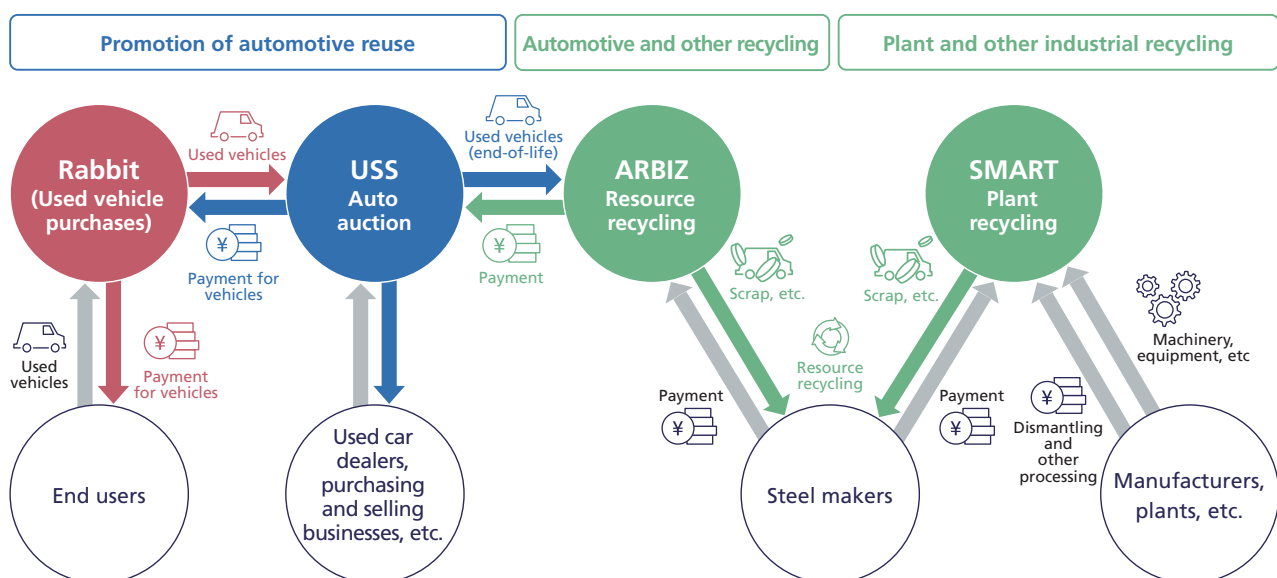 Promotion of automotive reuse
Automotive and other recycling
Plant and other industrial recycling
Rabbit
(Used vehicle
purchases)
Used vehicles
¥
Payment for
vehicles
USS
Auto
auction
Used vehicles
(end-of-life)
¥
Payment
ARBIZ
Resource
recycling
SMART
Plant
recycling
Scrap, etc.
Scrap, etc.
Used
vehicles
¥
Payment
for vehicles
Resource
recycling
Payment
¥
Payment
¥
Machinery,
equipment, etc
¥
Dismantling
and
other
processing
End users
Used car
dealers,
purchasing
and selling
businesses, etc.
Steel makers
Manufacturers,
plants, etc.